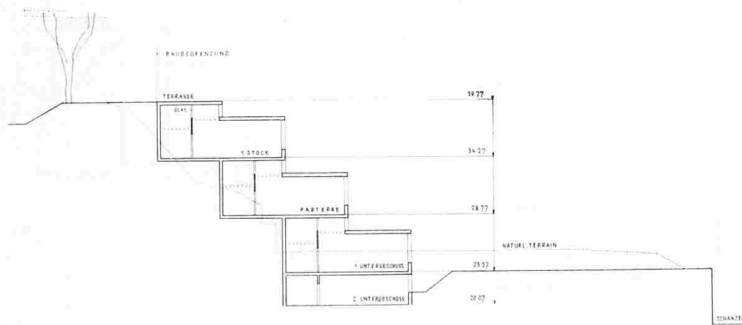 BAUBEGRENZUNG
TERRASSE
39.77
GLAS
1. STOCK
34.27
PARTERRE
28.77
NATÜRL. TERRAIN
1. UNTERGESCHOSS
23.27
2. UNTERGESCHOSS
20.07
SCHANZE